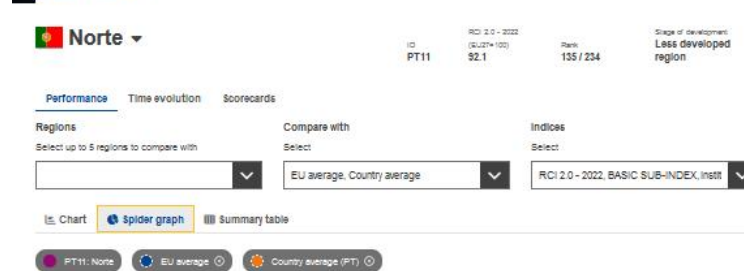 Norte
ID
PT11
RCI 2.0 - 2022
(EU27=100)
92.1
Rank
135 / 234
Stage of development
Less developed
region
Performance Time evolution Scorecards
Regions
Select up to 5 regions to compare with
Compare with
Select
EU average, Country average
Indices
Select
RCI 2.0 - 2022, BASIC SUB-INDEX, Instit
Chart Spider graph Summary table
PT11: Norte EU average Country average (PT)